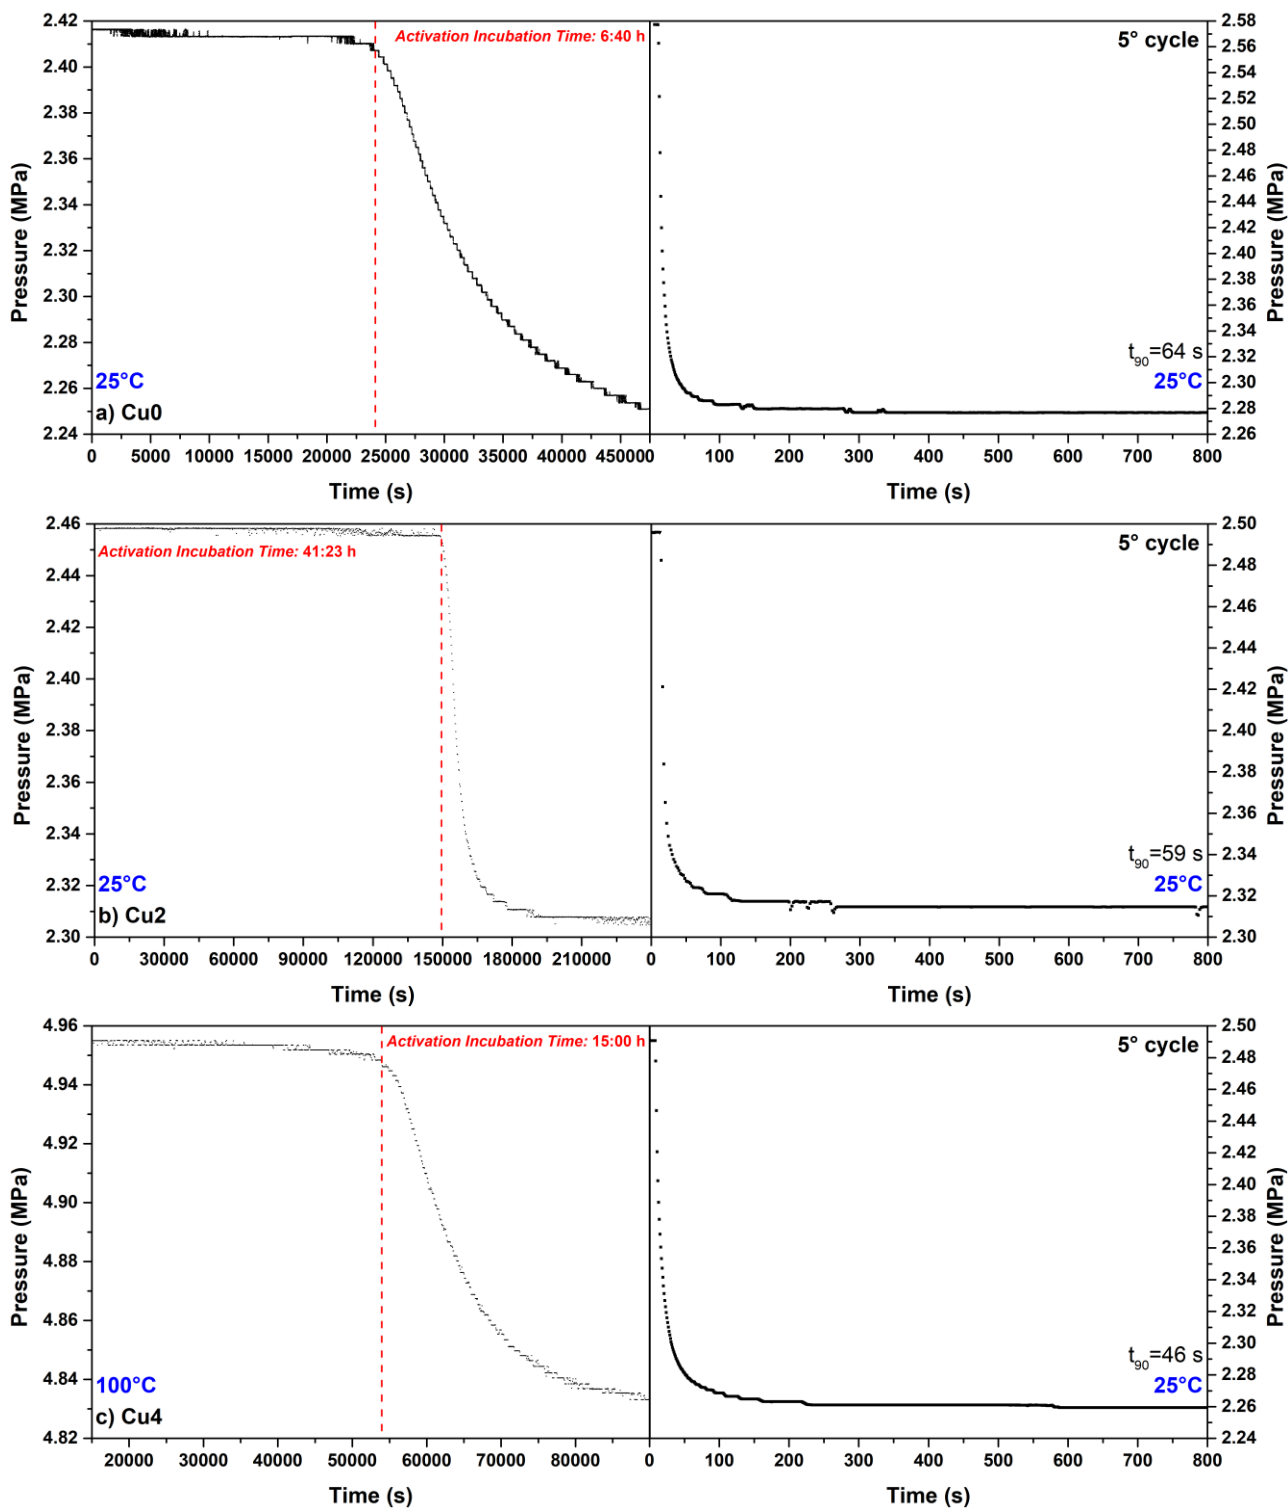 2.42
2.40
2.38
2.36
2.34
2.32
2.30
2.28
2.26
2.24
Pressure (MPa)
Activation Incubation Time: 6:40 h
25°C
a) Cu0
0 5000 10000 15000 20000 25000 30000 35000 40000 45000
Time (s)
5° cycle
t90=64 s
25°C
0 100 200 300 400 500 600 700 800
Time (s)
2.58
2.56
2.54
2.52
2.50
2.48
2.46
2.44
2.42
2.40
2.38
2.36
2.34
2.32
2.30
2.28
2.26
Pressure (MPa)
2.46
2.44
2.42
2.40
2.38
2.36
2.34
2.32
2.30
Pressure (MPa)
Activation Incubation Time: 41:23 h
25°C
b) Cu2
0 30000 60000 90000 120000 150000 180000 210000
Time (s)
5° cycle
t90=59 s
25°C
0 100 200 300 400 500 600 700 800
Time (s)
2.50
2.48
2.46
2.44
2.42
2.40
2.38
2.36
2.34
2.32
2.30
Pressure (MPa)
4.96
4.94
4.92
4.90
4.88
4.86
4.84
4.82
Pressure (MPa)
Activation Incubation Time: 15:00 h
100°C
c) Cu4
20000 30000 40000 50000 60000 70000 80000
Time (s)
5° cycle
t90=46 s
25°C
0 100 200 300 400 500 600 700 800
Time (s)
2.50
2.48
2.46
2.44
2.42
2.40
2.38
2.36
2.34
2.32
2.30
2.28
2.26
2.24
Pressure (MPa)